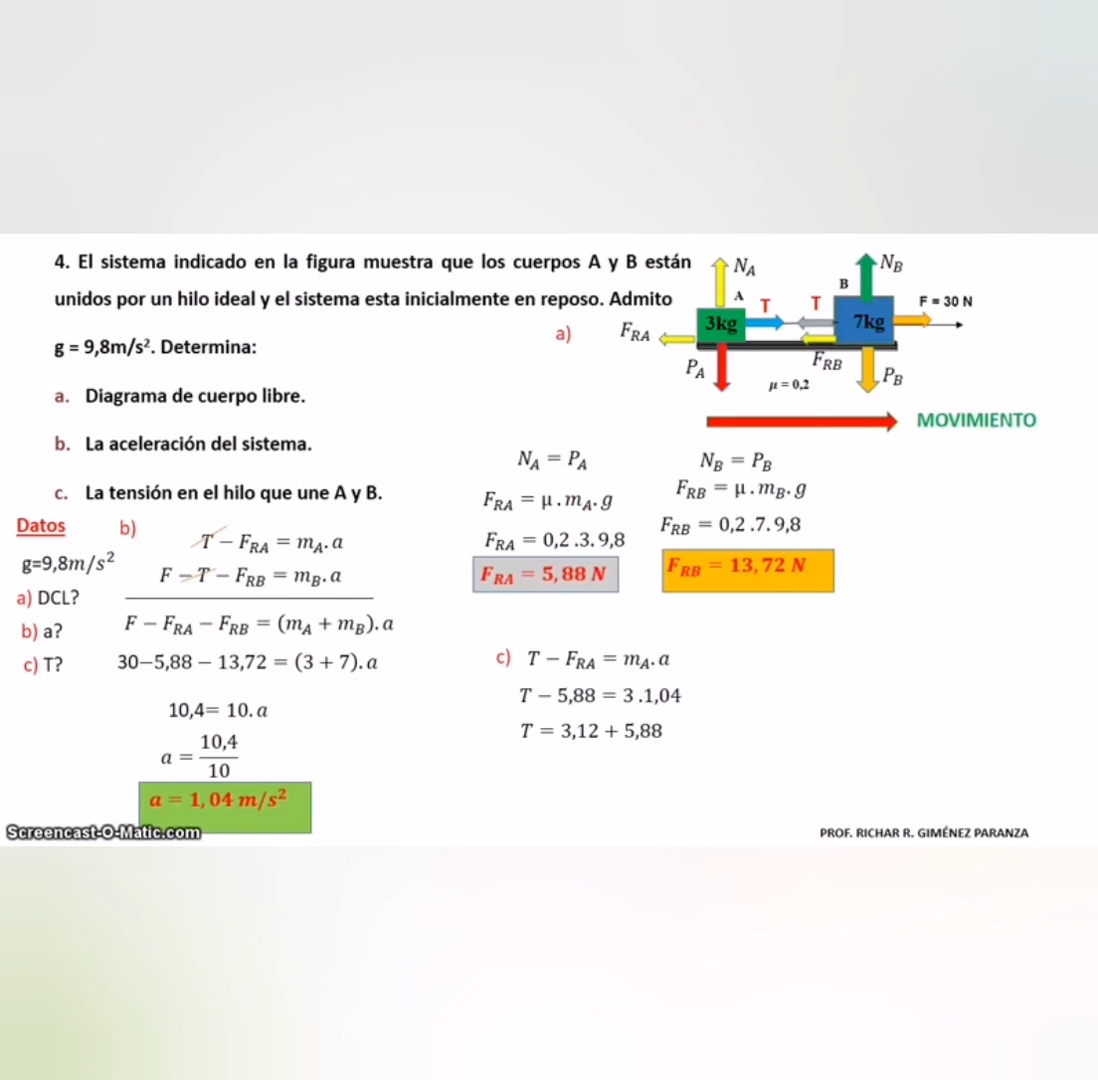 4. El sistema indicado en la figura muestra que los cuerpos A y B están
unidos por un hilo ideal y el sistema esta inicialmente en reposo. Admito
g = 9,8m/s². Determina:
a. Diagrama de cuerpo libre.
b. La aceleración del sistema.
c. La tensión en el hilo que une A y B.
a)
N_A
N_B
B
A
T
T
F = 30 N
3kg
7kg
F_RA
F_RB
P_A
P_B
μ = 0,2
MOVIMIENTO
Datos
g=9,8m/s²
a) DCL?
b) a?
c) T?
b)
T − F_RA = m_A. a
F − T − F_RB = m_B. a
F − F_RA − F_RB = (m_A + m_B). a
30−5,88 − 13,72 = (3 + 7). a
10,4= 10. a
a = 10,4/10
a = 1,04 m/s²
N_A = P_A
F_RA = μ . m_A. g
F_RA = 0,2 .3. 9,8
F_RA = 5,88 N
N_B = P_B
F_RB = μ . m_B. g
F_RB = 0,2 .7. 9,8
F_RB = 13,72 N
c) T − F_RA = m_A. a
T − 5,88 = 3 .1,04
T = 3,12 + 5,88
Screencast-O-Matic.com
PROF. RICHAR R. GIMÉNEZ PARANZA